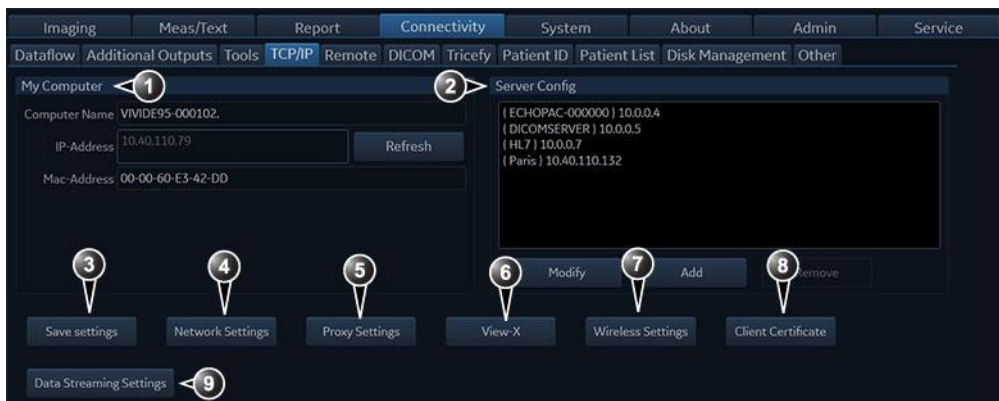 Imaging Meas/Text Report Connectivity System About Admin Service
Dataflow Additional Outputs Tools TCP/IP Remote DICOM Tricefy Patient ID Patient List Disk Management Other
My Computer 1 2 Server Config
Computer Name VIVIDE95-000102.
IP-Address 10.40.110.79 Refresh
Mac-Address 00-00-60-E3-42-DD
( ECHOPAC-000000 ) 10.0.0.4
( DICOMSERVER ) 10.0.0.5
( HL7 ) 10.0.0.7
( Paris ) 10.40.110.132
3 4 5 6 Modify 7 Add 8 Remove
Save settings Network Settings Proxy Settings View-X Wireless Settings Client Certificate
Data Streaming Settings 9